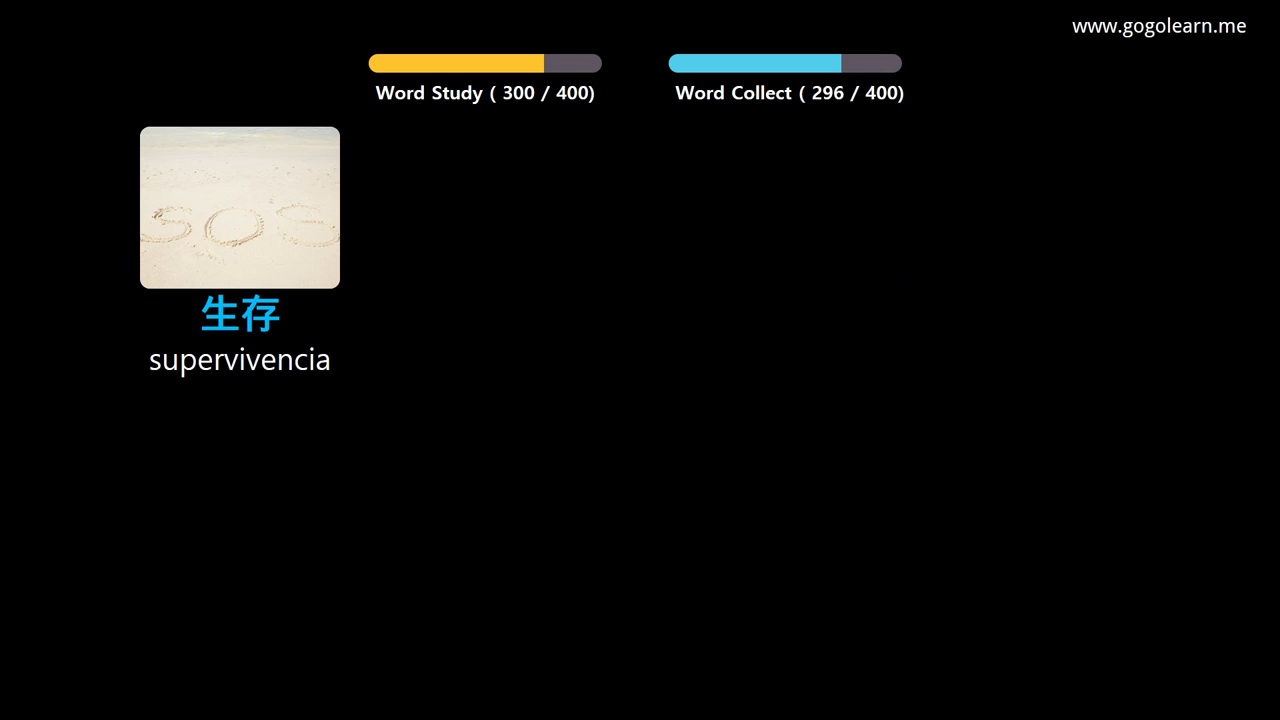 www.gogolearn.me
Word Study ( 300 / 400)
Word Collect ( 296 / 400)
SOS
生存
supervivencia